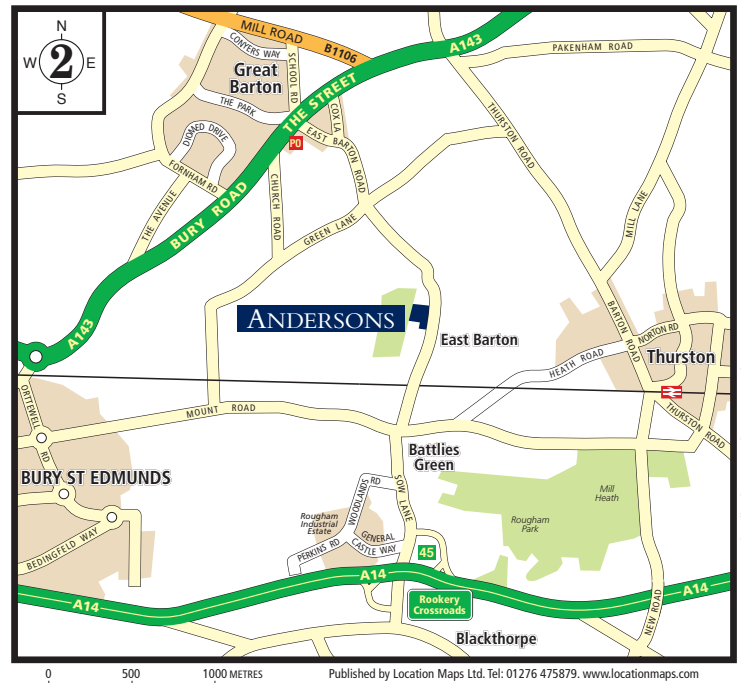 N
W 2 E
S
MILL ROAD
B1106
A143
PAKENHAM ROAD
CONYERS WAY
SCHOOL RD
Great
Barton
THE PARK
THE STREET
COX LA
DIOMED DRIVE
PO
EAST BARTON ROAD
THURSTON ROAD
FORNHAM RD
CHURCH ROAD
THE AVENUE
BURY ROAD
GREEN LANE
MILL LANE
A143
ANDERSONS
East Barton
BARTON ROAD
NORTON RD
Thurston
HEATH ROAD
ORTTEWELL RD
MOUNT ROAD
THURSTON ROAD
Battlies
Green
BURY ST EDMUNDS
SOW LANE
WOODLANDS RD
Mill
Heath
Rougham
Industrial
Estate
Rougham
Park
GENERAL
CASTLE WAY
PERKINS RD
BEDINGFELD WAY
45
A14
A14
A14
Rookery
Crossroads
NEW ROAD
Blackthorpe
0 500 1000 METRES
Published by Location Maps Ltd. Tel: 01276 475879. www.locationmaps.com